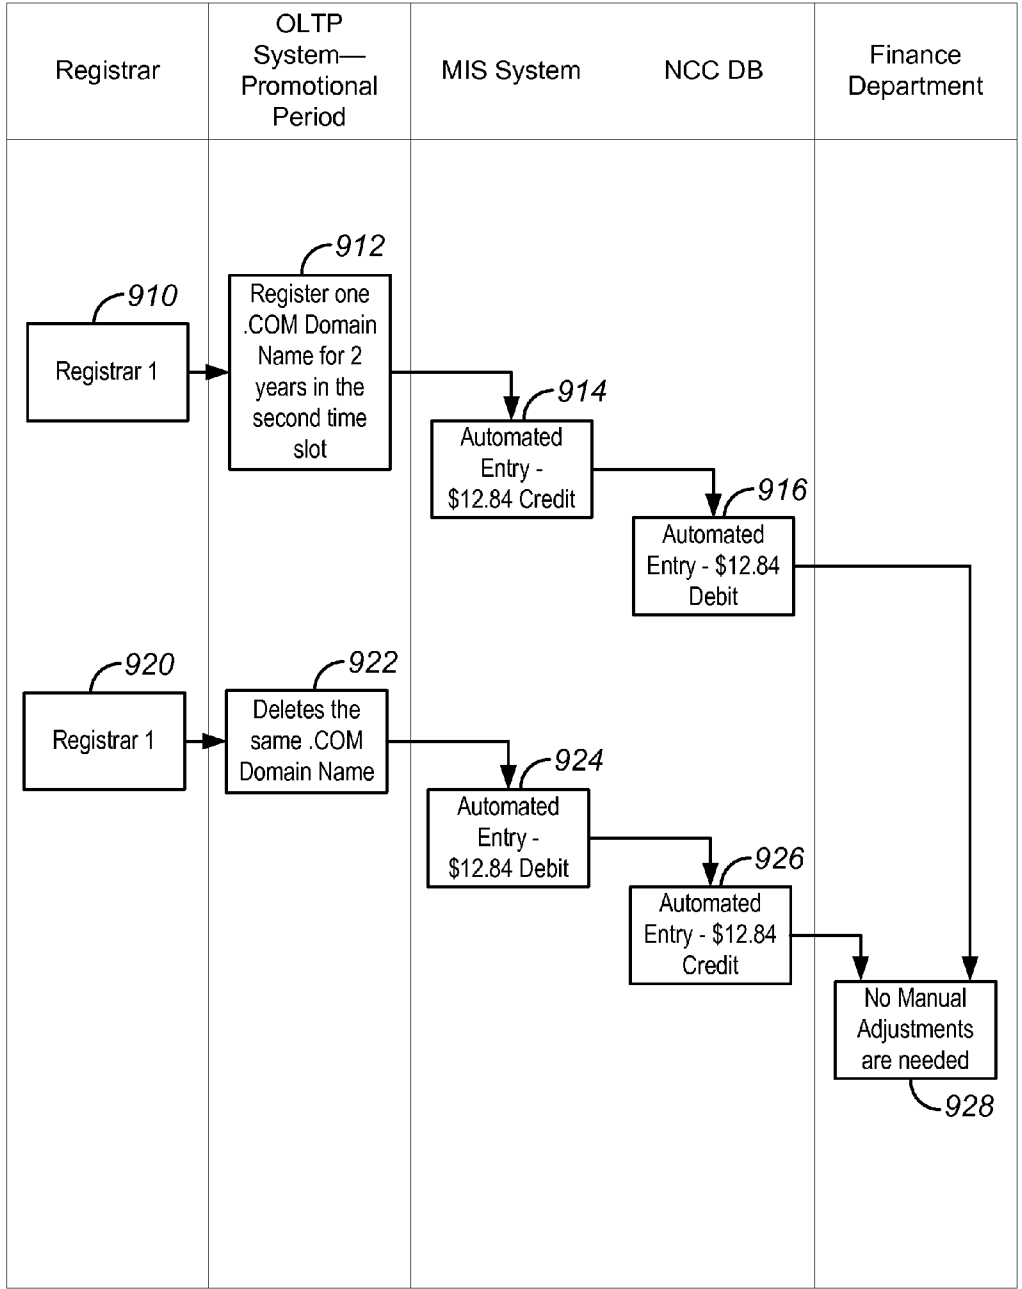 Registrar
OLTP
System—
Promotional
Period
MIS System
NCC DB
Finance
Department
912
910
Register one
.COM Domain
Name for 2
years in the
second time
slot
Registrar 1
914
Automated
Entry -
$12.84 Credit
916
Automated
Entry - $12.84
Debit
920
922
Registrar 1
Deletes the
same .COM
Domain Name
924
Automated
Entry -
$12.84 Debit
926
Automated
Entry - $12.84
Credit
No Manual
Adjustments
are needed
928